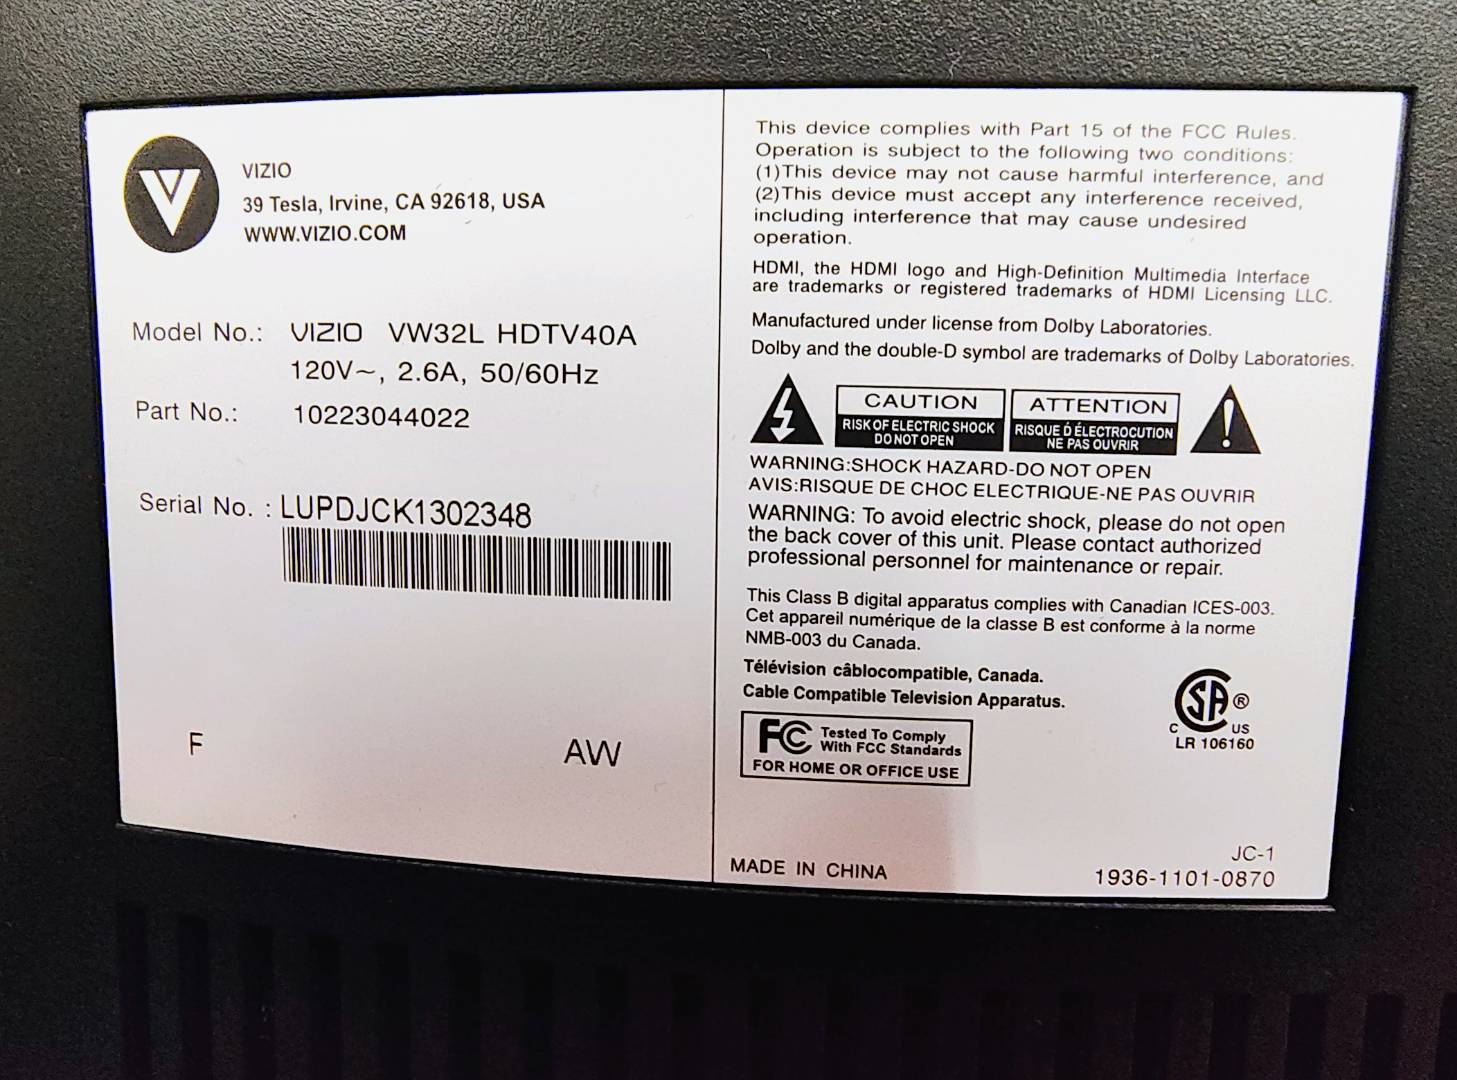 VIZIO
39 Tesla, Irvine, CA 92618, USA
WWW.VIZIO.COM
Model No.: VIZIO VW32L HDTV40A
120V~, 2.6A, 50/60Hz
Part No.: 10223044022
Serial No. : LUPDJCK1302348
F AW
This device complies with Part 15 of the FCC Rules.
Operation is subject to the following two conditions:
(1)This device may not cause harmful interference, and
(2)This device must accept any interference received,
including interference that may cause undesired
operation.
HDMI, the HDMI logo and High-Definition Multimedia Interface
are trademarks or registered trademarks of HDMI Licensing LLC.
Manufactured under license from Dolby Laboratories.
Dolby and the double-D symbol are trademarks of Dolby Laboratories.
CAUTION
RISK OF ELECTRIC SHOCK
DO NOT OPEN
ATTENTION
RISQUE D'ÉLECTROCUTION
NE PAS OUVRIR
WARNING:SHOCK HAZARD-DO NOT OPEN
AVIS:RISQUE DE CHOC ELECTRIQUE-NE PAS OUVRIR
WARNING: To avoid electric shock, please do not open
the back cover of this unit. Please contact authorized
professional personnel for maintenance or repair.
This Class B digital apparatus complies with Canadian ICES-003.
Cet appareil numérique de la classe B est conforme à la norme
NMB-003 du Canada.
Télévision câblocompatible, Canada.
Cable Compatible Television Apparatus.
FC Tested To Comply
With FCC Standards
FOR HOME OR OFFICE USE
SA ®
C US
LR 106160
MADE IN CHINA
JC-1
1936-1101-0870